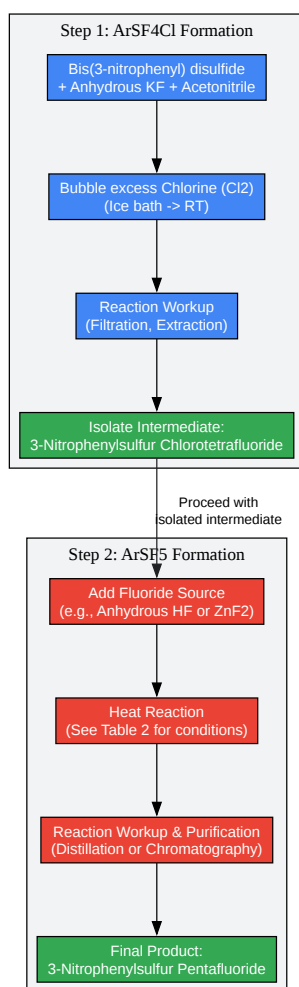 Step 1: ArSF4Cl Formation
Bis(3-nitrophenyl) disulfide
+ Anhydrous KF + Acetonitrile
Bubble excess Chlorine (Cl2)
(Ice bath -> RT)
Reaction Workup
(Filtration, Extraction)
Isolate Intermediate:
3-Nitrophenylsulfur Chlorotetrafluoride
Proceed with
isolated intermediate
Step 2: ArSF5 Formation
Add Fluoride Source
(e.g., Anhydrous HF or ZnF2)
Heat Reaction
(See Table 2 for conditions)
Reaction Workup & Purification
(Distillation or Chromatography)
Final Product:
3-Nitrophenylsulfur Pentafluoride